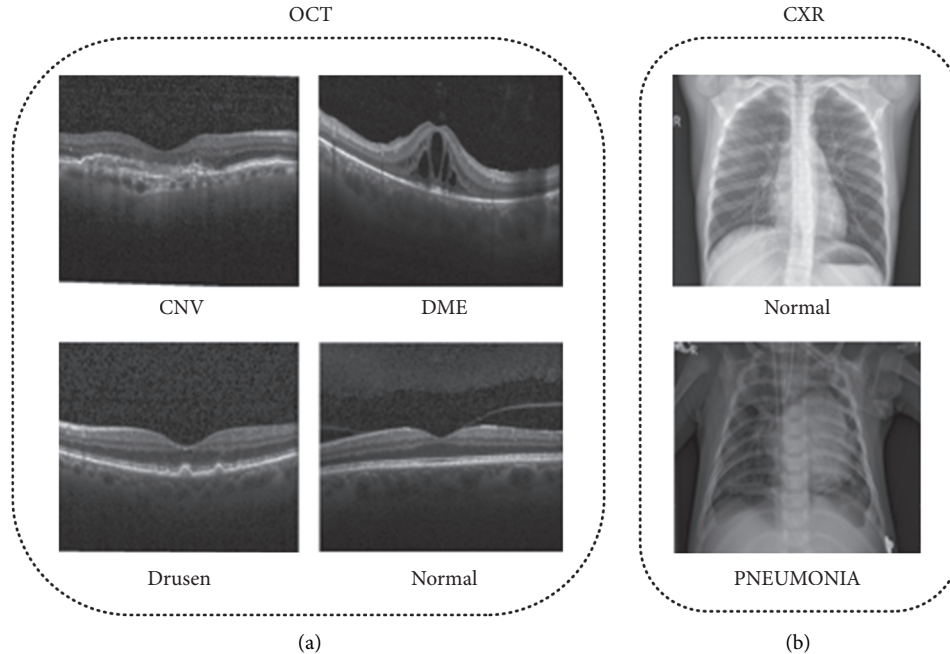 OCT
CXR
CNV
DME
R
Normal
Drusen
Normal
PNEUMONIA
(a)
(b)